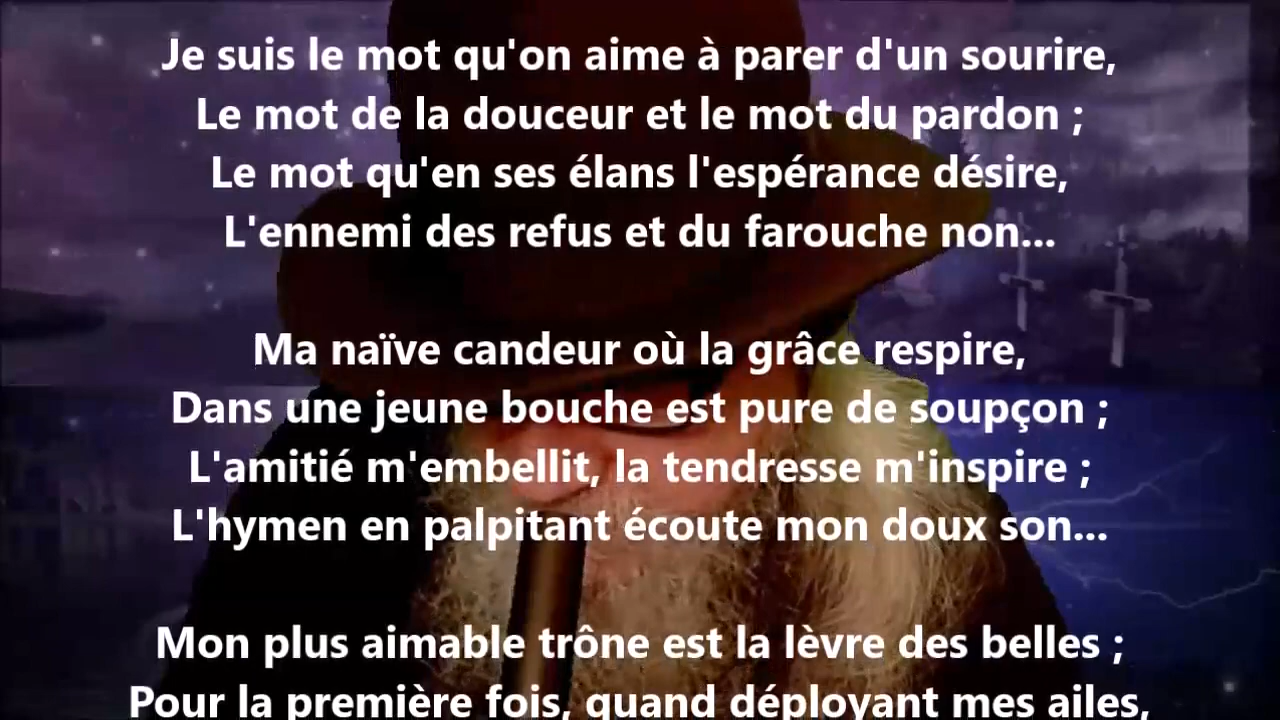 Je suis le mot qu'on aime à parer d'un sourire,
Le mot de la douceur et le mot du pardon ;
Le mot qu'en ses élans l'espérance désire,
L'ennemi des refus et du farouche non...
Ma naïve candeur où la grâce respire,
Dans une jeune bouche est pure de soupçon ;
L'amitié m'embellit, la tendresse m'inspire ;
L'hymen en palpitant écoute mon doux son...
Mon plus aimable trône est la lèvre des belles ;
Pour la première fois, quand déployant mes ailes,